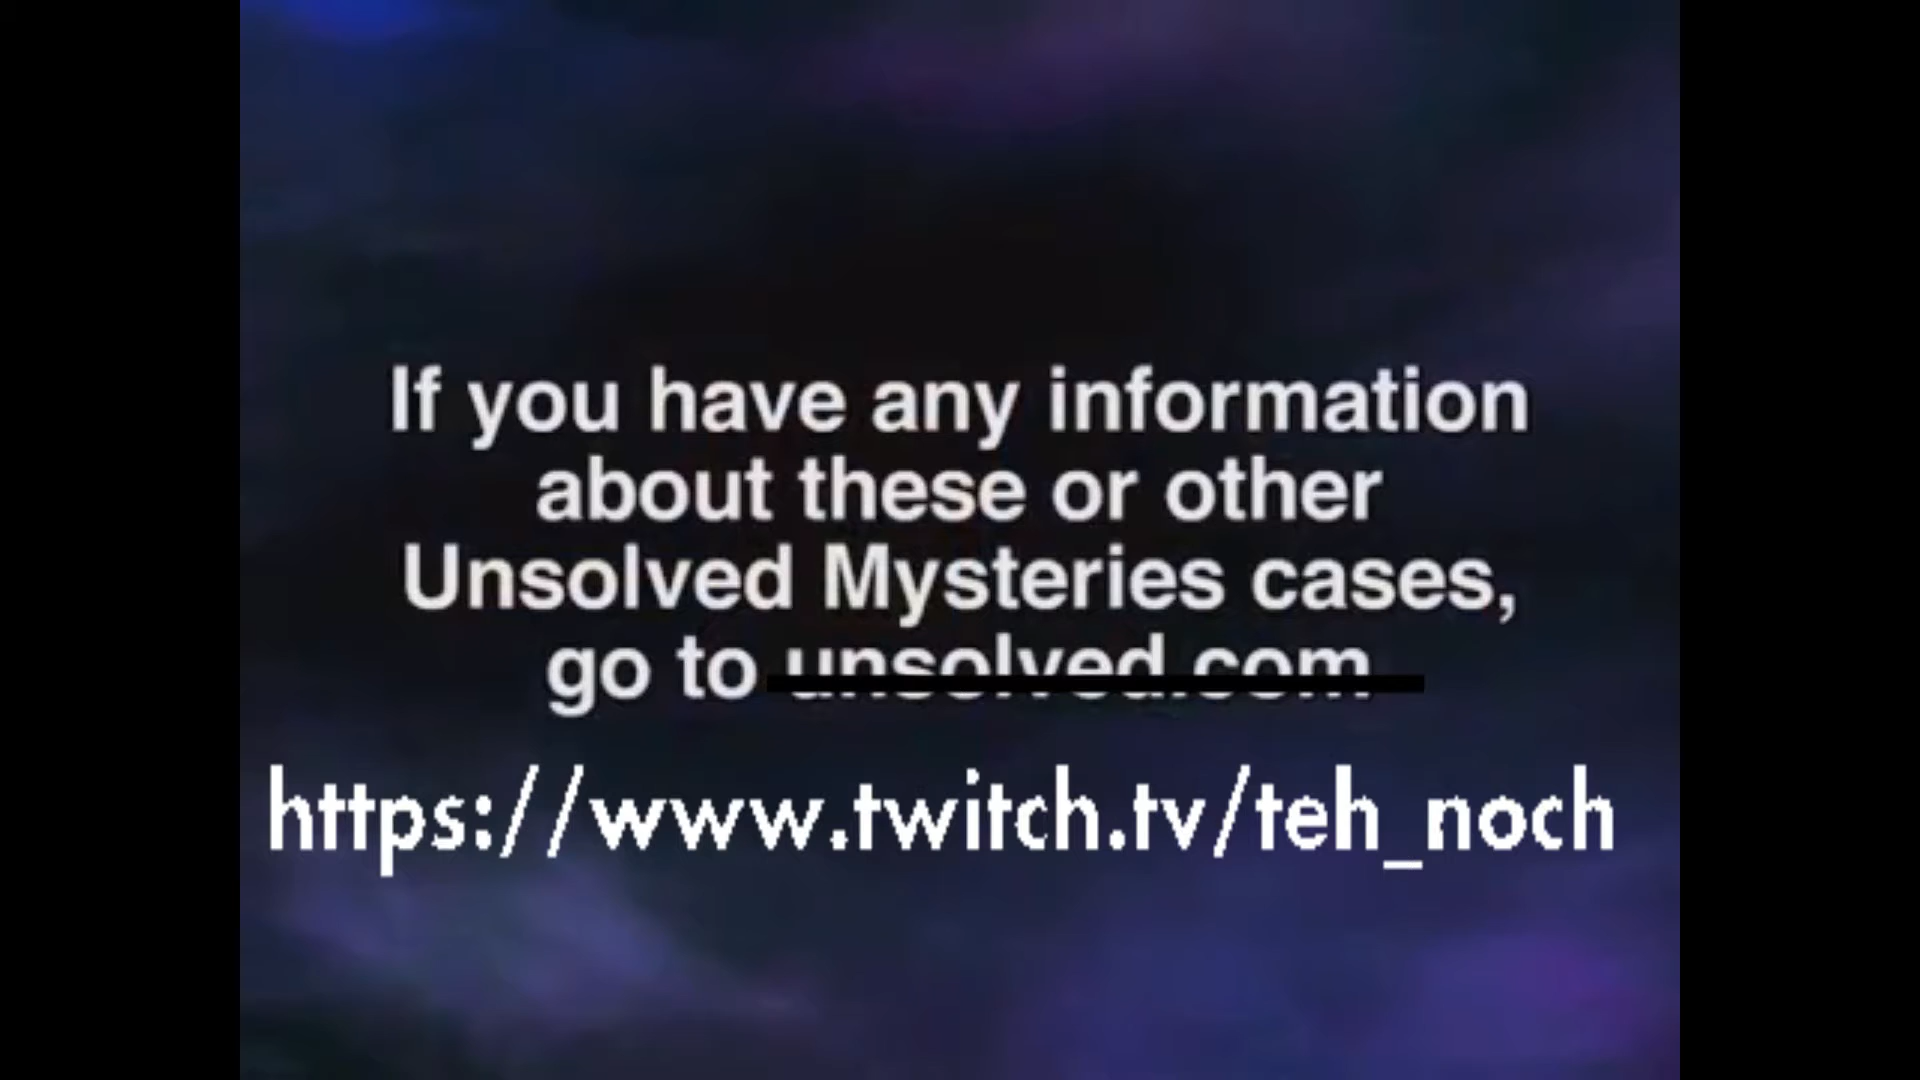 If you have any information
about these or other
Unsolved Mysteries cases,
go to unsolved.com
https://www.twitch.tv/teh_noch